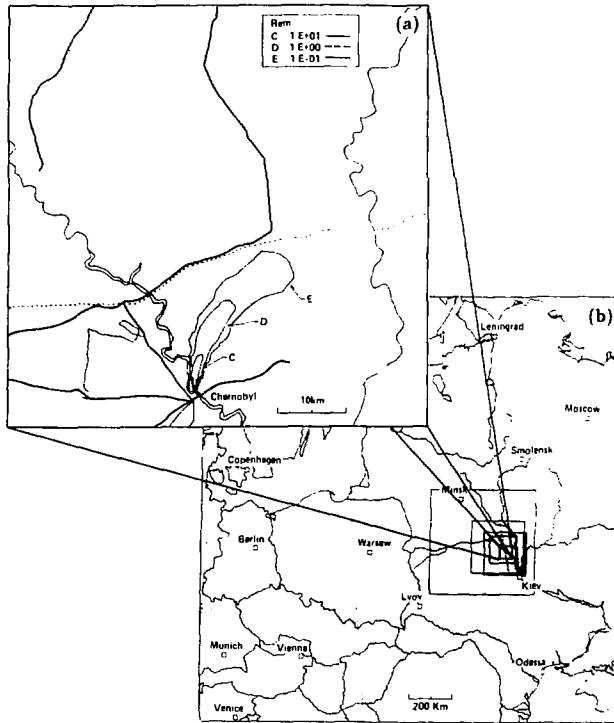 (a)
Rem
C 1 E+01
D 1 E+00
E 1 E-01
E
D
C
Chernobyl
10km
(b)
Leningrad
Moscow
Smolensk
Copenhagen
Minsk
Berlin
Warsaw
Kiev
Lvov
Munich
Vienna
Odessa
200 Km
Venice